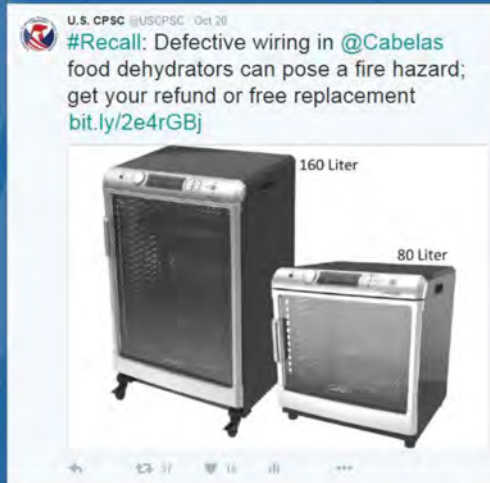 U.S. CPSC @USCPSC · Oct 20
#Recall: Defective wiring in @Cabelas
food dehydrators can pose a fire hazard;
get your refund or free replacement
bit.ly/2e4rGBj
160 Liter
80 Liter
37 16